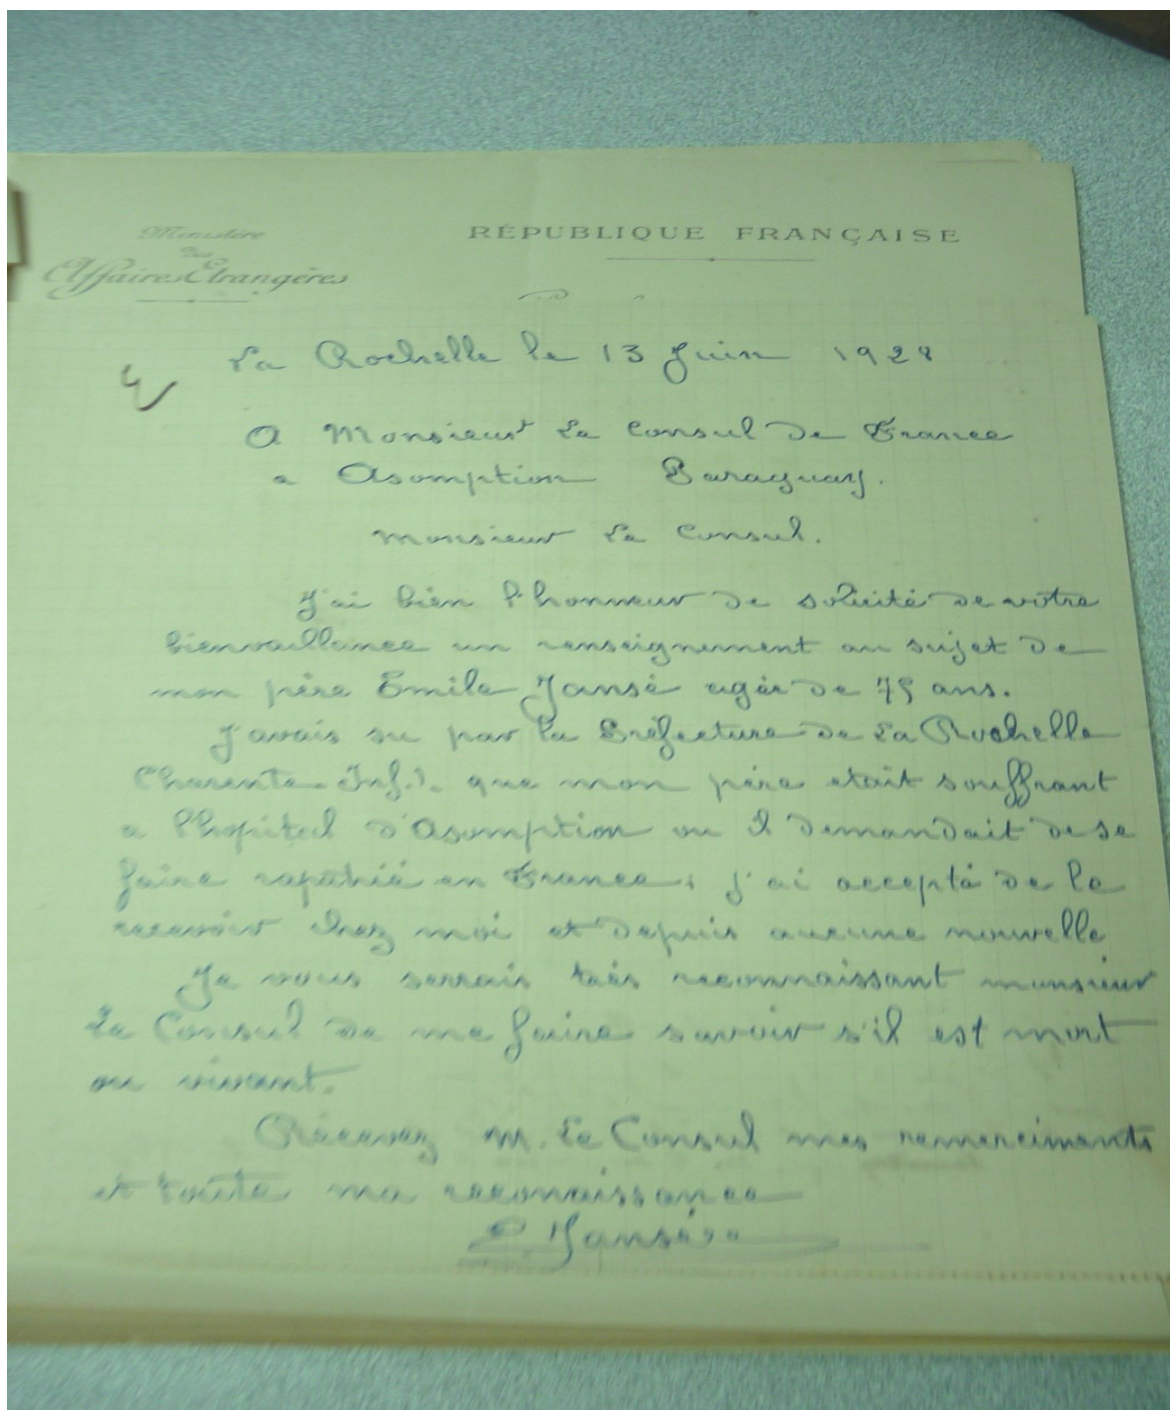 Ministère
Des
Affaires Etrangères
RÉPUBLIQUE FRANÇAISE
La Rochelle le 13 Juin 1928
A Monsieur Le Consul De France
a Asomption Paraguay.
Monsieur Le Consul.
J'ai bien l'honneur de solicité de votre
bienvaillance un renseignement au sujet de
mon père Emile Jansé agér de 75 ans.
J'avais su par la Préfecture de La Rochelle
Charente Inf.). que mon père etait souffrant
a l'hopital d'Asomption ou il demandait de se
faire rapatrié en France; j'ai accepté de le
recevoir chez moi et depuis aucune nouvelle
Je vous serrais très reconnaissant monsieur
Le Consul de me faire savoir s'il est mort
ou vivant.
Récevez M. Le Consul mes remerciments
et toute ma reconnaissance